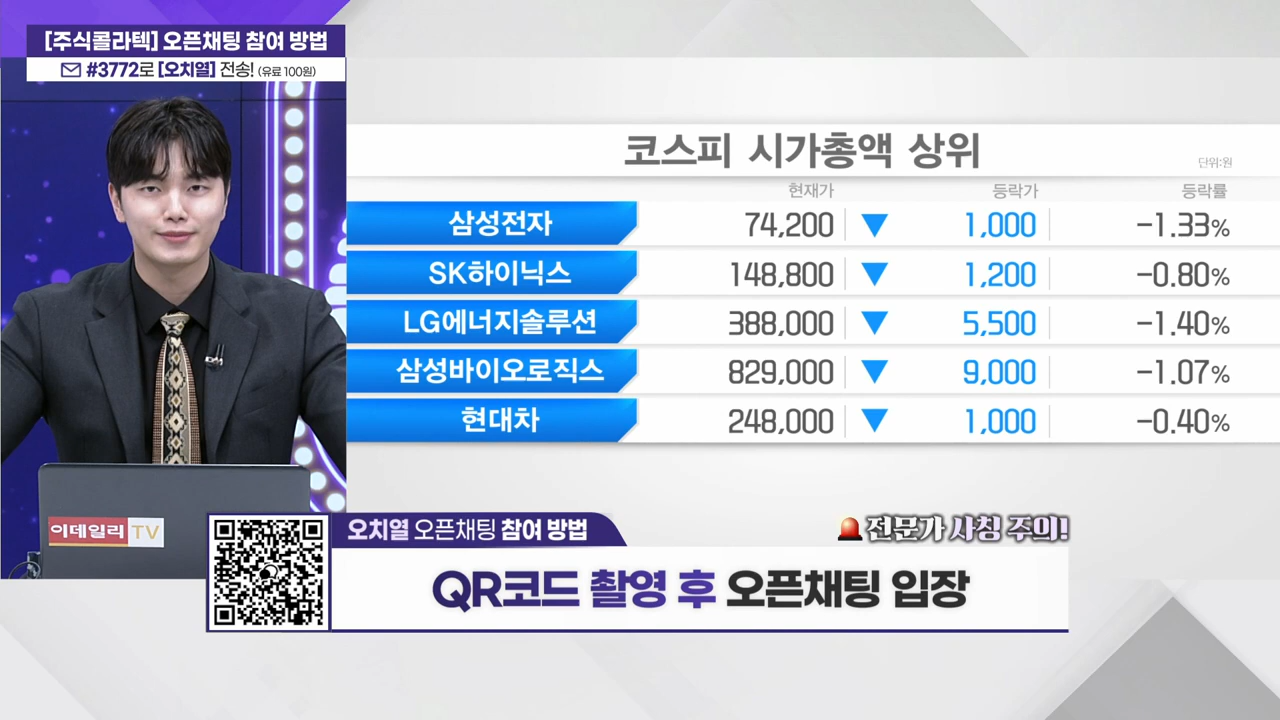 [주식콜라텍] 오픈채팅 참여 방법
#3772로 [오치열] 전송! (유료 100원)
코스피 시가총액 상위
단위:원
현재가 등락가 등락률
삼성전자 74,200 ▼ 1,000 -1.33%
SK하이닉스 148,800 ▼ 1,200 -0.80%
LG에너지솔루션 388,000 ▼ 5,500 -1.40%
삼성바이오로직스 829,000 ▼ 9,000 -1.07%
현대차 248,000 ▼ 1,000 -0.40%
이데일리 TV
오치열 오픈채팅 참여 방법
전문가 사칭 주의!
QR코드 촬영 후 오픈채팅 입장